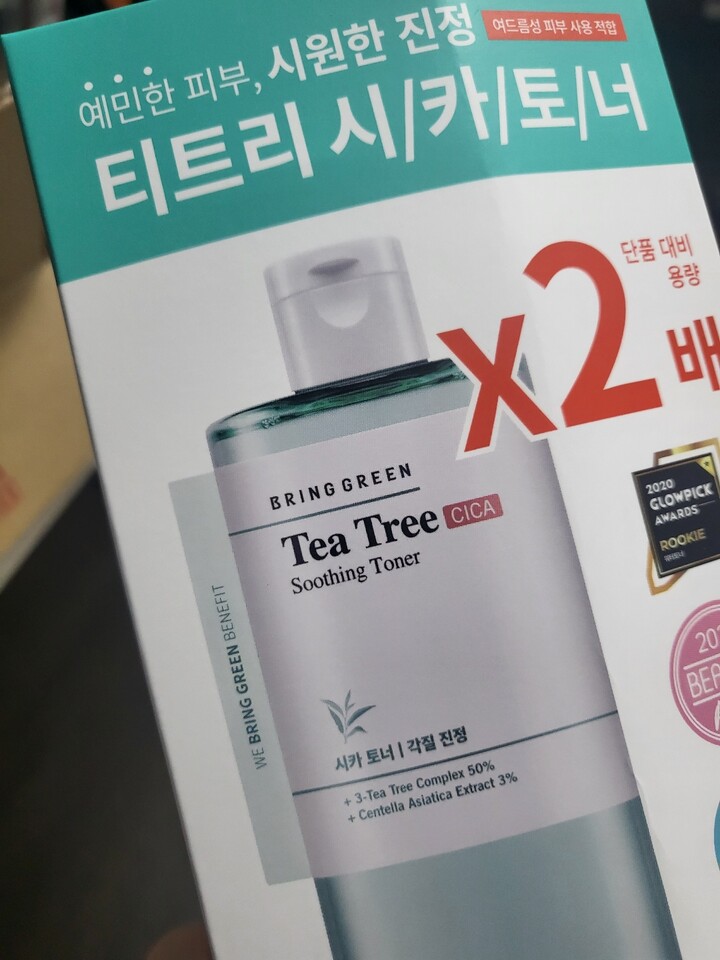 예민한 피부, 시원한 진정
여드름성 피부 사용 적합
티트리 시/카/토/너
단품 대비
용량
x2 배
BRING GREEN
Tea Tree CICA
Soothing Toner
WE BRING GREEN BENEFIT
시카 토너 | 각질 진정
+ 3-Tea Tree Complex 50%
+ Centella Asiatica Extract 3%
2020
GLOWPICK
AWARDS
ROOKIE